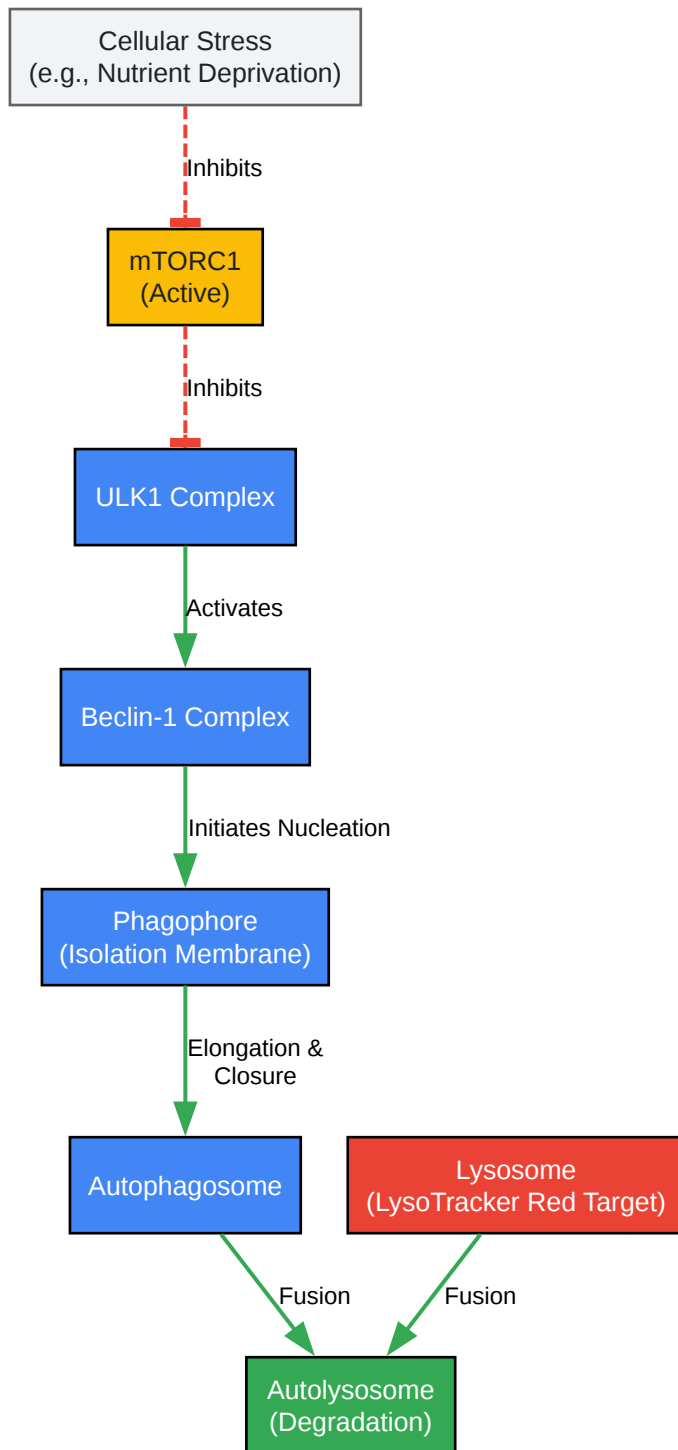 Cellular Stress
(e.g., Nutrient Deprivation)
Inhibits
mTORC1
(Active)
Inhibits
ULK1 Complex
Activates
Beclin-1 Complex
Initiates Nucleation
Phagophore
(Isolation Membrane)
Elongation &
Closure
Autophagosome
Lysosome
(LysoTracker Red Target)
Fusion
Fusion
Autolysosome
(Degradation)